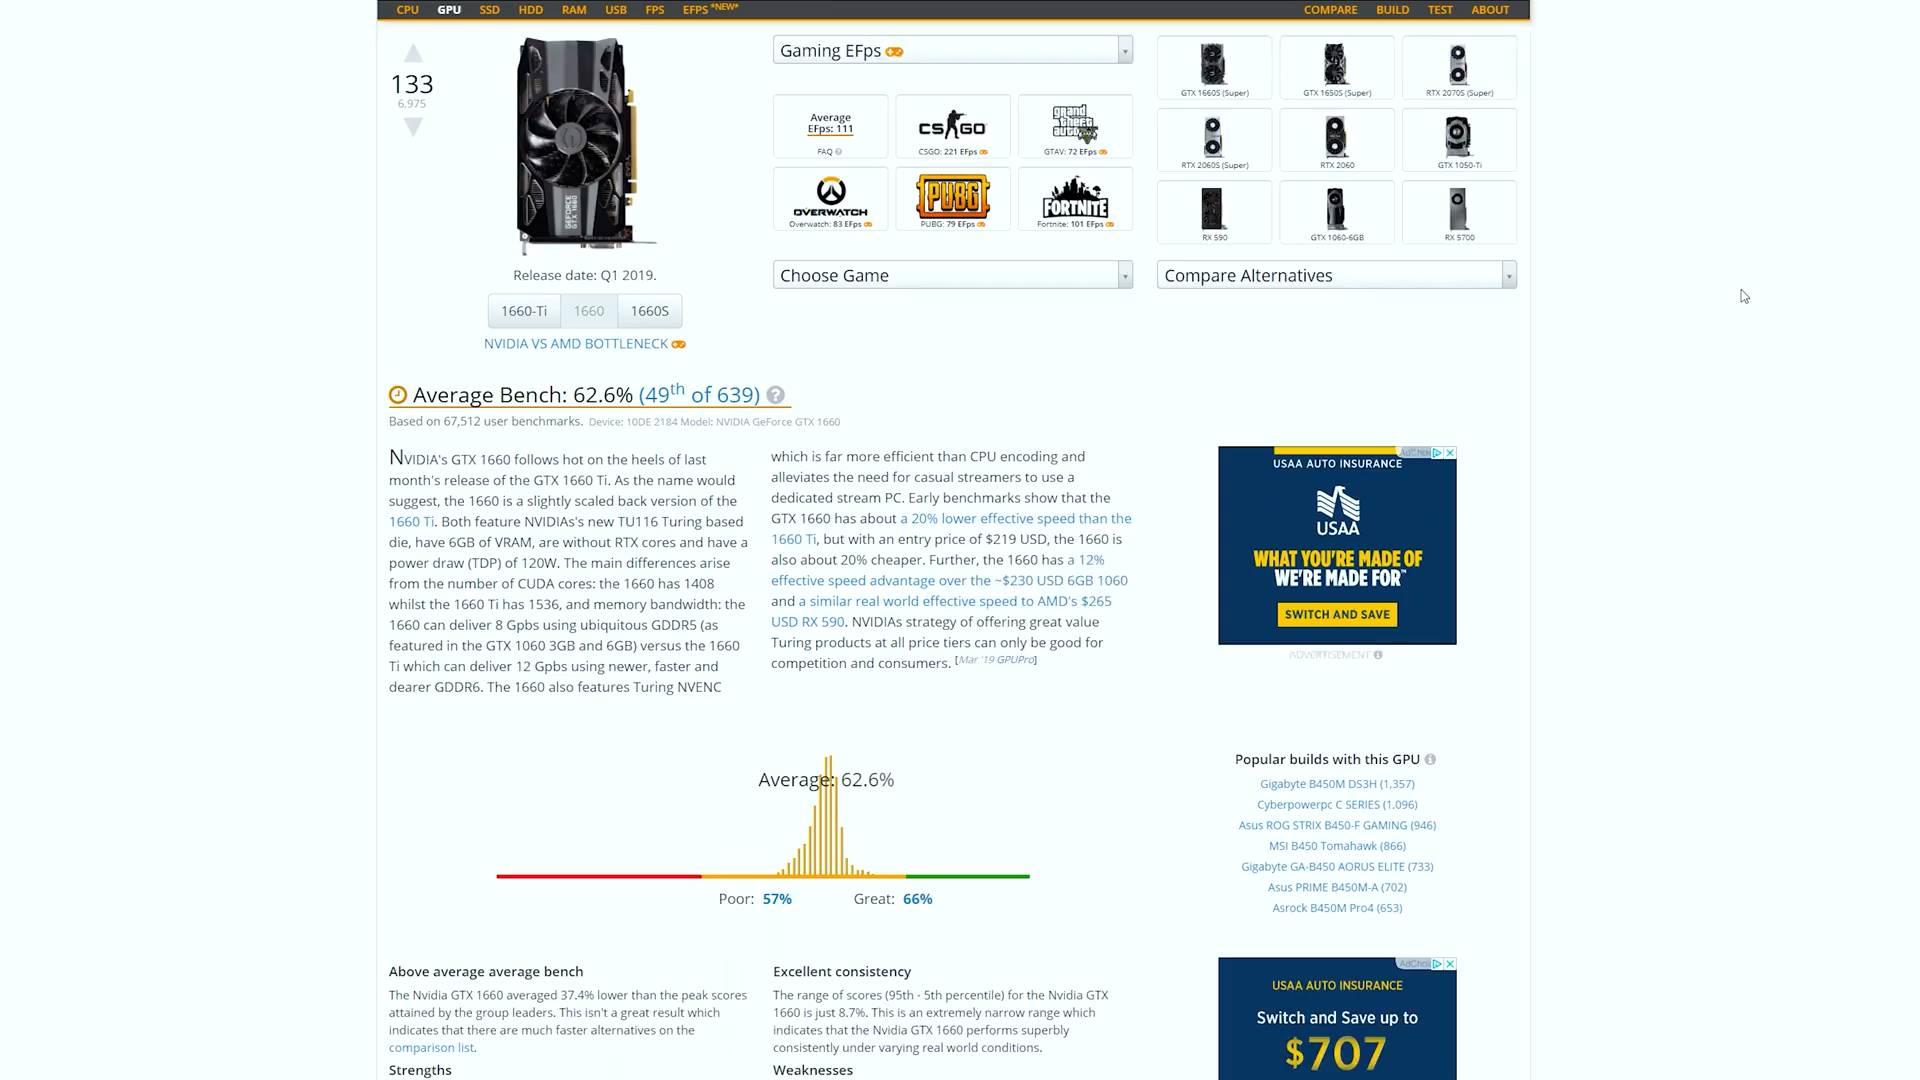 CPU GPU SSD HDD RAM USB FPS EFPS *NEW* COMPARE BUILD TEST ABOUT
133
6,975
GEFORCE GTX 1660
Release date: Q1 2019.
1660-Ti 1660 1660S
NVIDIA VS AMD BOTTLENECK
Gaming EFps
Average
EFps: 111
FAQ ?
CS GO
CSGO: 221 EFps
grand
theft
auto
GTAV: 72 EFps
OVERWATCH
Overwatch: 83 EFps
PUBG
PUBG: 79 EFps
FORTNITE
Fortnite: 101 EFps
Choose Game
GTX 1660S (Super)
GTX 1650S (Super)
RTX 2070S (Super)
RTX 2060S (Super)
RTX 2060
GTX 1050-Ti
RX 590
GTX 1060-6GB
RX 5700
Compare Alternatives
Average Bench: 62.6% (49th of 639) ?
Based on 67,512 user benchmarks. Device: 10DE 2184 Model: NVIDIA GeForce GTX 1660
NVIDIA's GTX 1660 follows hot on the heels of last
month's release of the GTX 1660 Ti. As the name would
suggest, the 1660 is a slightly scaled back version of the
1660 Ti. Both feature NVIDIAs's new TU116 Turing based
die, have 6GB of VRAM, are without RTX cores and have a
power draw (TDP) of 120W. The main differences arise
from the number of CUDA cores: the 1660 has 1408
whilst the 1660 Ti has 1536, and memory bandwidth: the
1660 can deliver 8 Gpbs using ubiquitous GDDR5 (as
featured in the GTX 1060 3GB and 6GB) versus the 1660
Ti which can deliver 12 Gpbs using newer, faster and
dearer GDDR6. The 1660 also features Turing NVENC
which is far more efficient than CPU encoding and
alleviates the need for casual streamers to use a
dedicated stream PC. Early benchmarks show that the
GTX 1660 has about a 20% lower effective speed than the
1660 Ti, but with an entry price of $219 USD, the 1660 is
also about 20% cheaper. Further, the 1660 has a 12%
effective speed advantage over the ~$230 USD 6GB 1060
and a similar real world effective speed to AMD's $265
USD RX 590. NVIDIAs strategy of offering great value
Turing products at all price tiers can only be good for
competition and consumers. [Mar '19 GPUPro]
USAA AUTO INSURANCE
USAA
WHAT YOU'RE MADE OF
WE'RE MADE FOR™
SWITCH AND SAVE
ADVERTISEMENT
Average: 62.6%
Poor: 57% Great: 66%
Popular builds with this GPU
Gigabyte B450M DS3H (1,357)
Cyberpowerpc C SERIES (1,096)
Asus ROG STRIX B450-F GAMING (946)
MSI B450 Tomahawk (866)
Gigabyte GA-B450 AORUS ELITE (733)
Asus PRIME B450M-A (702)
Asrock B450M Pro4 (653)
Above average average bench
The Nvidia GTX 1660 averaged 37.4% lower than the peak scores
attained by the group leaders. This isn't a great result which
indicates that there are much faster alternatives on the
comparison list.
Strengths
Excellent consistency
The range of scores (95th - 5th percentile) for the Nvidia GTX
1660 is just 8.7%. This is an extremely narrow range which
indicates that the Nvidia GTX 1660 performs superbly
consistently under varying real world conditions.
Weaknesses
USAA AUTO INSURANCE
Switch and Save up to
$707